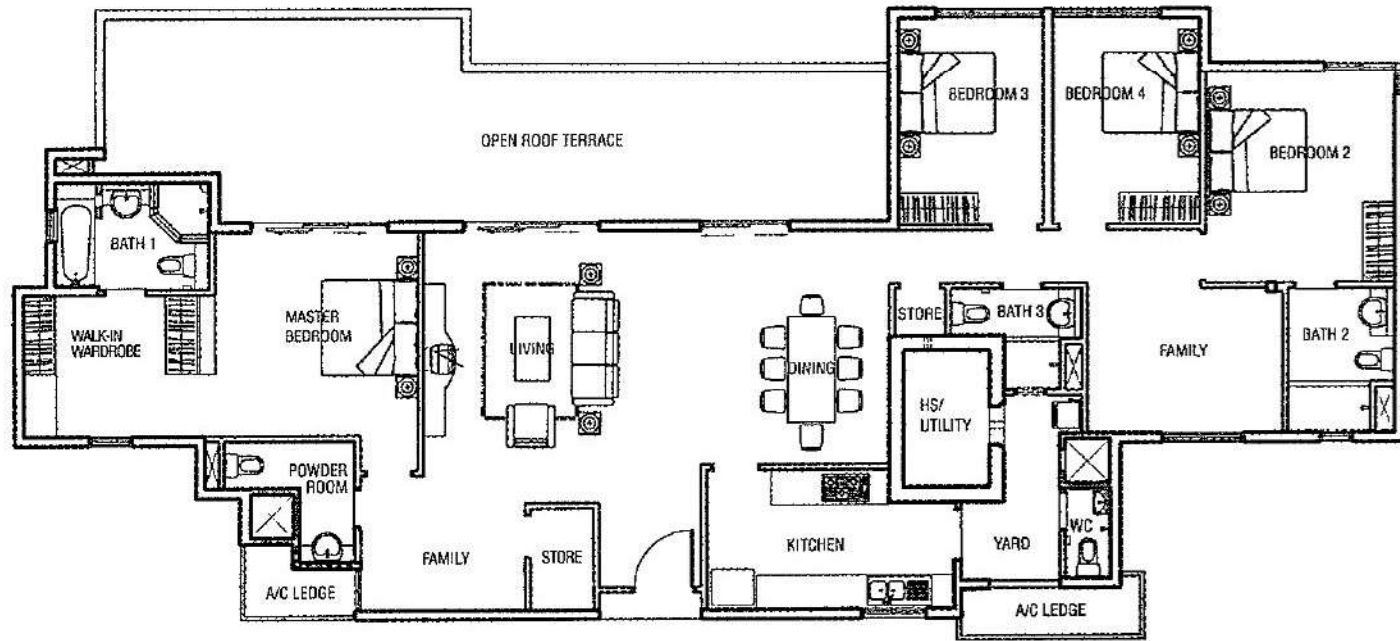 BEDROOM 3
BEDROOM 4
OPEN ROOF TERRACE
BEDROOM 2
BATH 1
MASTER
BEDROOM
WALK-IN
WARDROBE
LIVING
DINING
STORE
BATH 3
FAMILY
BATH 2
HS/
UTILITY
POWDER
ROOM
FAMILY
STORE
KITCHEN
YARD
WC
A/C LEDGE
A/C LEDGE